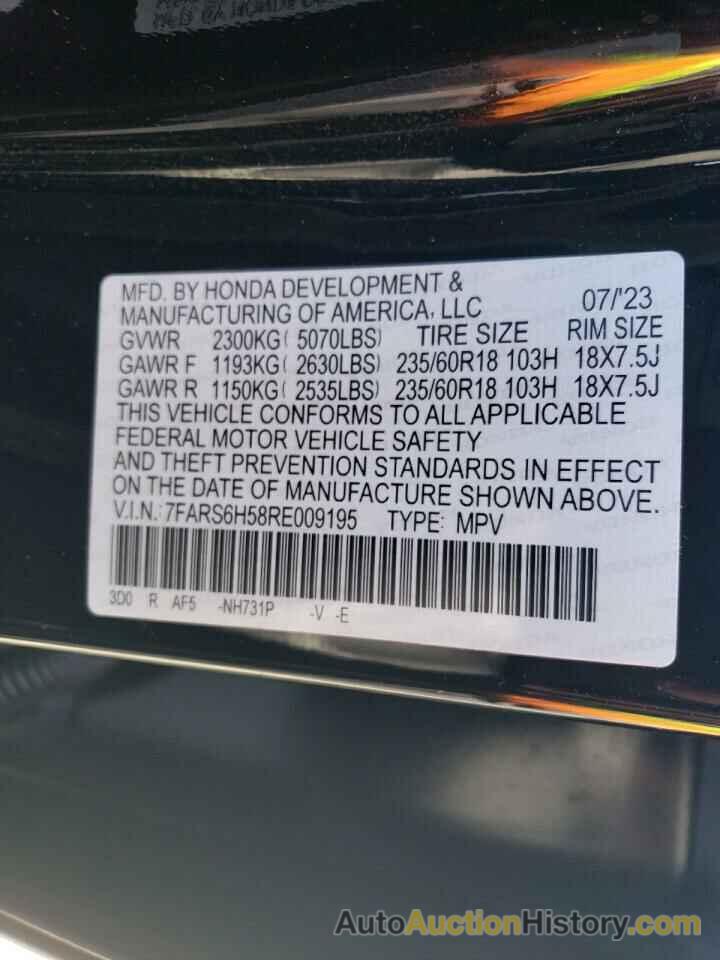 MFD. BY HONDA DEVELOPMENT &
MANUFACTURING OF AMERICA, LLC 07/'23
GVWR 2300KG( 5070LBS) TIRE SIZE RIM SIZE
GAWR F 1193KG( 2630LBS) 235/60R18 103H 18X7.5J
GAWR R 1150KG( 2535LBS) 235/60R18 103H 18X7.5J
THIS VEHICLE CONFORMS TO ALL APPLICABLE
FEDERAL MOTOR VEHICLE SAFETY
AND THEFT PREVENTION STANDARDS IN EFFECT
ON THE DATE OF MANUFACTURE SHOWN ABOVE.
V.I.N.: 7FARS6H58RE009195 TYPE: MPV
3D0 R AF5 -NH731P -V -E
AutoAuctionHistory.com